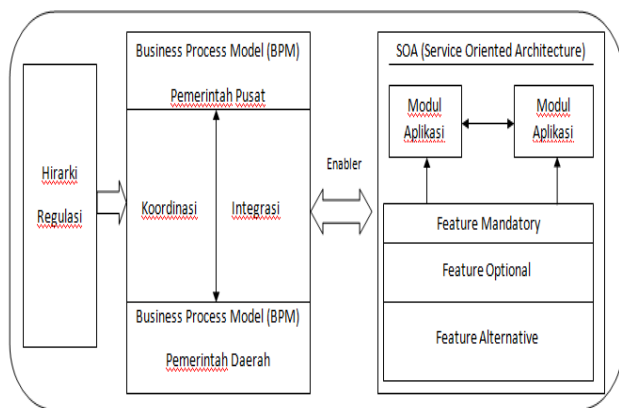 Hirarki
Regulasi
Business Process Model (BPM)
Pemerintah Pusat
Koordinasi
Integrasi
Business Process Model (BPM)
Pemerintah Daerah
Enabler
SOA (Service Oriented Architecture)
Modul
Aplikasi
Modul
Aplikasi
Feature Mandatory
Feature Optional
Feature Alternative